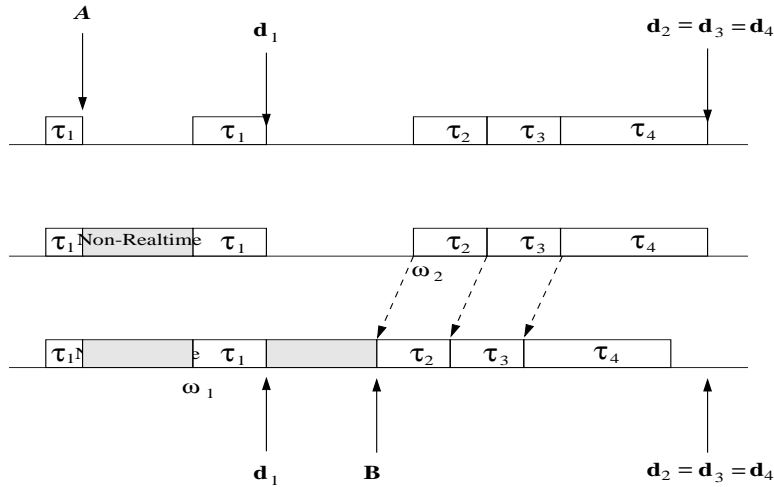 A
d₁
d₂ = d₃ = d₄
τ₁
τ₁
τ₂
τ₃
τ₄
τ₁
Non-Realtime
τ₁
τ₂
τ₃
τ₄
ω₂
τ₁
τ₁
τ₂
τ₃
τ₄
ω₁
d₁
B
d₂ = d₃ = d₄